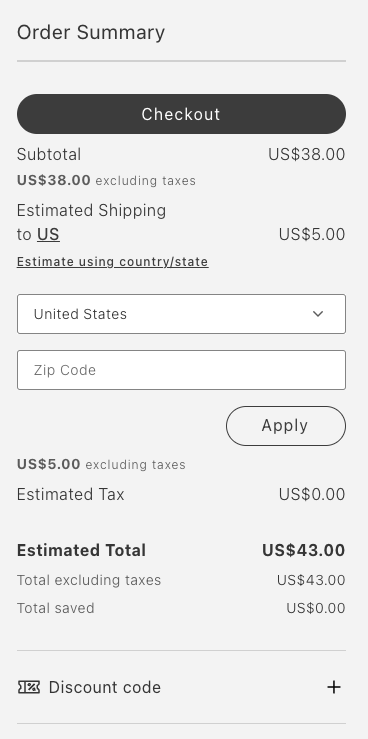 Order Summary
Checkout
Subtotal US$38.00
US$38.00 excluding taxes
Estimated Shipping
to US US$5.00
Estimate using country/state
United States
Zip Code
Apply
US$5.00 excluding taxes
Estimated Tax US$0.00
Estimated Total US$43.00
Total excluding taxes US$43.00
Total saved US$0.00
Discount code +